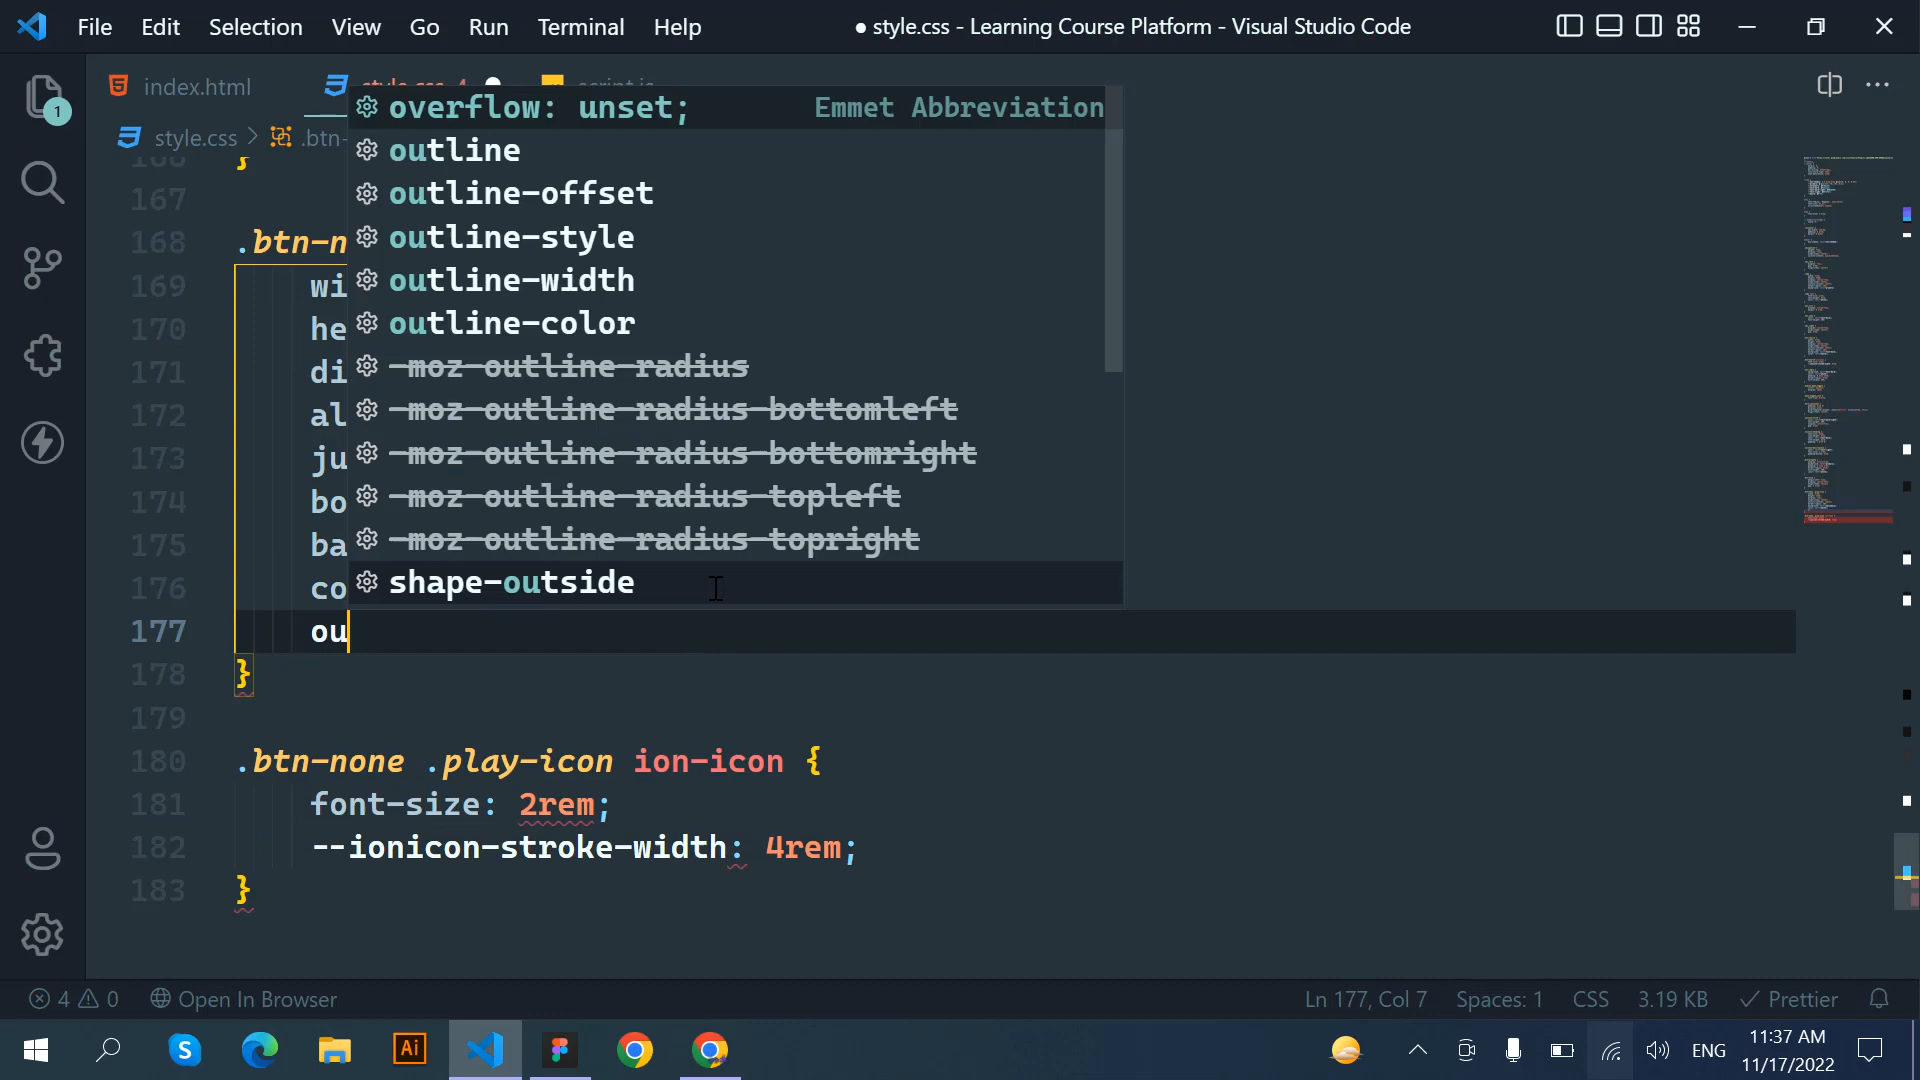 File Edit Selection View Go Run Terminal Help
● style.css - Learning Course Platform - Visual Studio Code
index.html
1
overflow: unset; Emmet Abbreviation
style.css > .btn-
outline
167
outline-offset
168 .btn-n
outline-style
169 wi
outline-width
170 he
outline-color
171 di
-moz-outline-radius
172 al
-moz-outline-radius-bottomleft
173 ju
-moz-outline-radius-bottomright
174 bo
-moz-outline-radius-topleft
175 ba
-moz-outline-radius-topright
176 co
shape-outside
177 ou
178 }
179
180 .btn-none .play-icon ion-icon {
181 font-size: 2rem;
182 --ionicon-stroke-width: 4rem;
183 }
4 0 Open In Browser
Ln 177, Col 7 Spaces: 1 CSS 3.19 KB Prettier
ENG
11:37 AM
11/17/2022